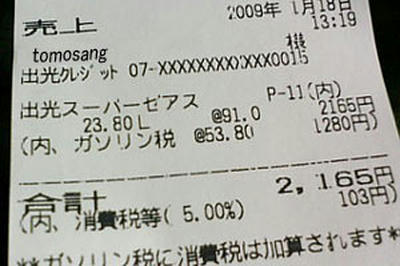 2009年 1月18日
売上 13:19
tomosang 機
出光クレジット 07-XXXXXXXXXXXX0015
P-11(内)
出光スーパーゼアス 2165円
23.80L @91.0
(内、ガソリン税 @53.80 1280円)
合計 2,165円
(内、消費税等( 5.00%) 103円)
**ガソリン税に消費税は加算されます*